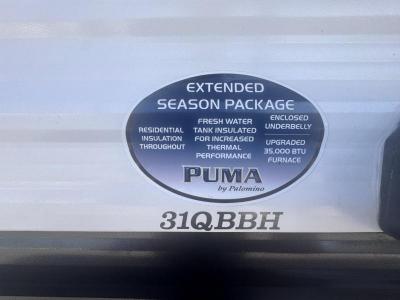 EXTENDED
SEASON PACKAGE
RESIDENTIAL
INSULATION
THROUGHOUT
FRESH WATER
TANK INSULATED
FOR INCREASED
THERMAL
PERFORMANCE
ENCLOSED
UNDERBELLY
UPGRADED
35,000 BTU
FURNACE
PUMA
by Palomino
31QBBH